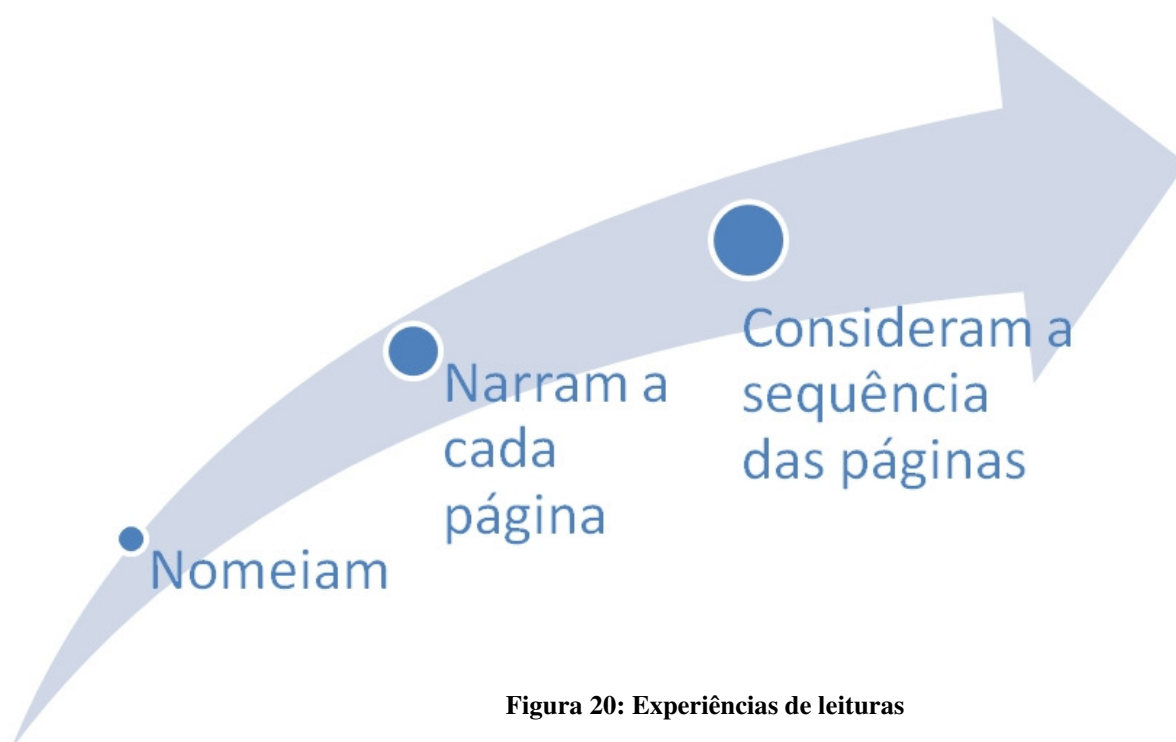 Nomeiam
Narram a
cada
página
Consideram a
sequência
das páginas
Figura 20: Experiências de leituras